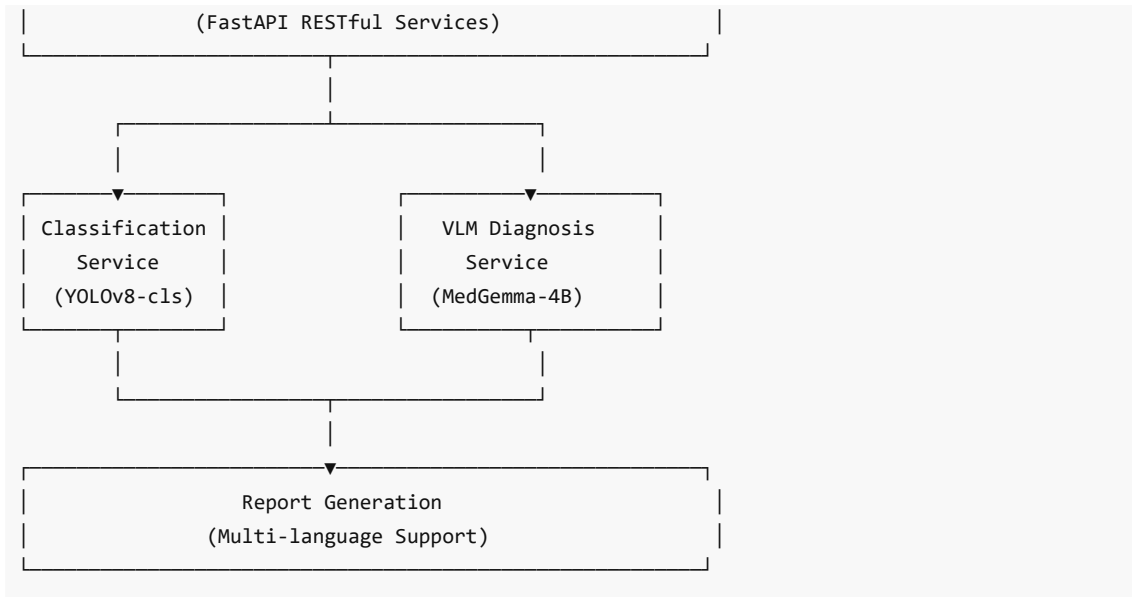 (FastAPI RESTful Services)
Classification VLM Diagnosis
Service Service
(YOLOv8-cls) (MedGemma-4B)
Report Generation
(Multi-language Support)